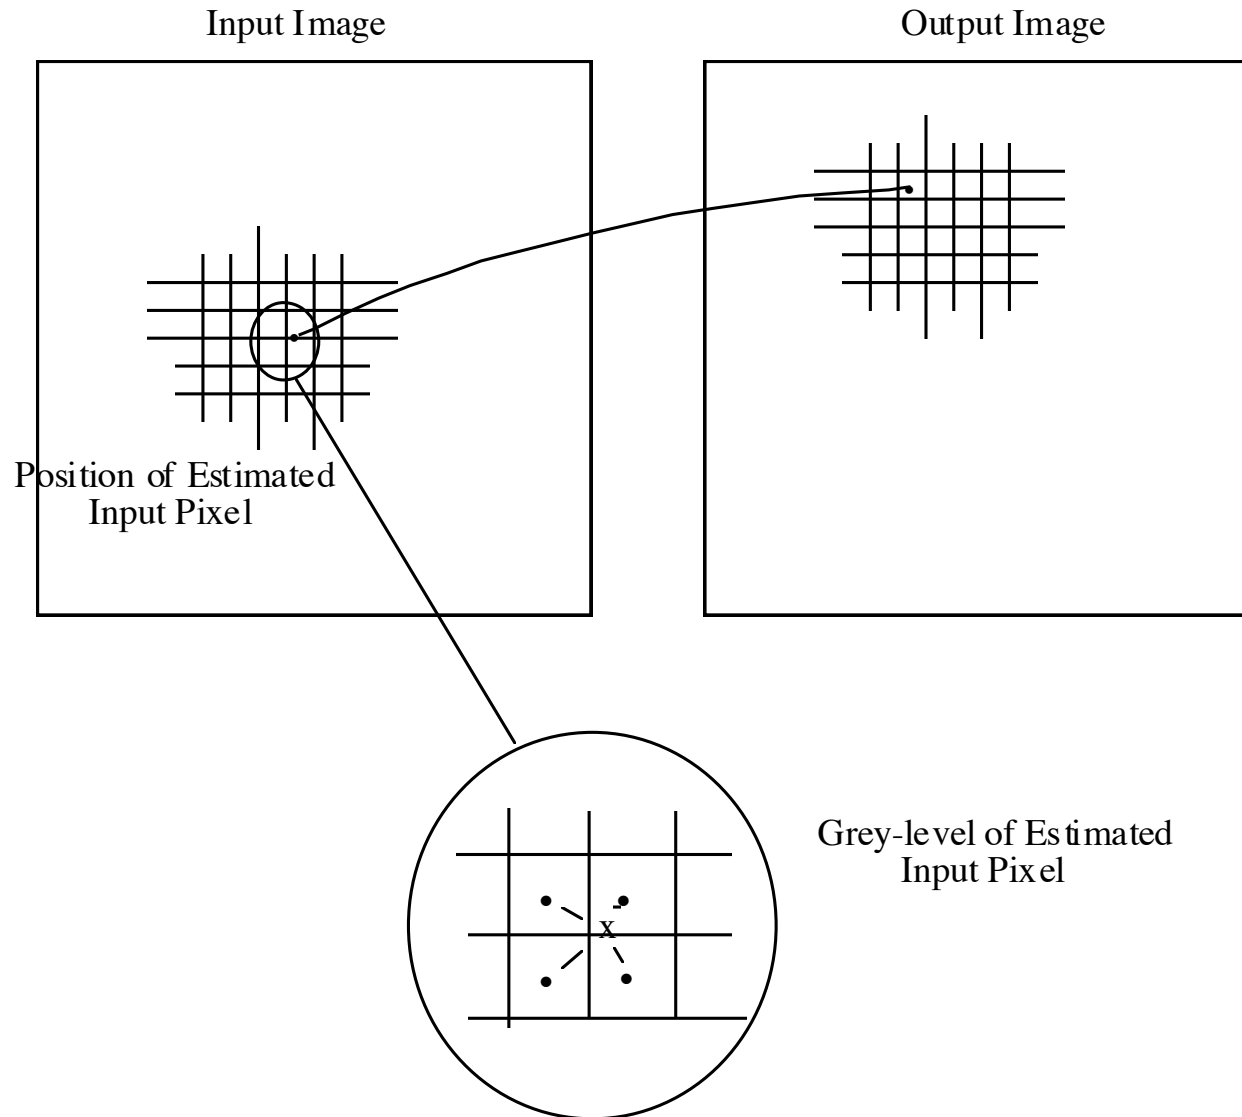 Input Image
Output Image
Position of Estimated
Input Pixel
x
Grey-level of Estimated
Input Pixel